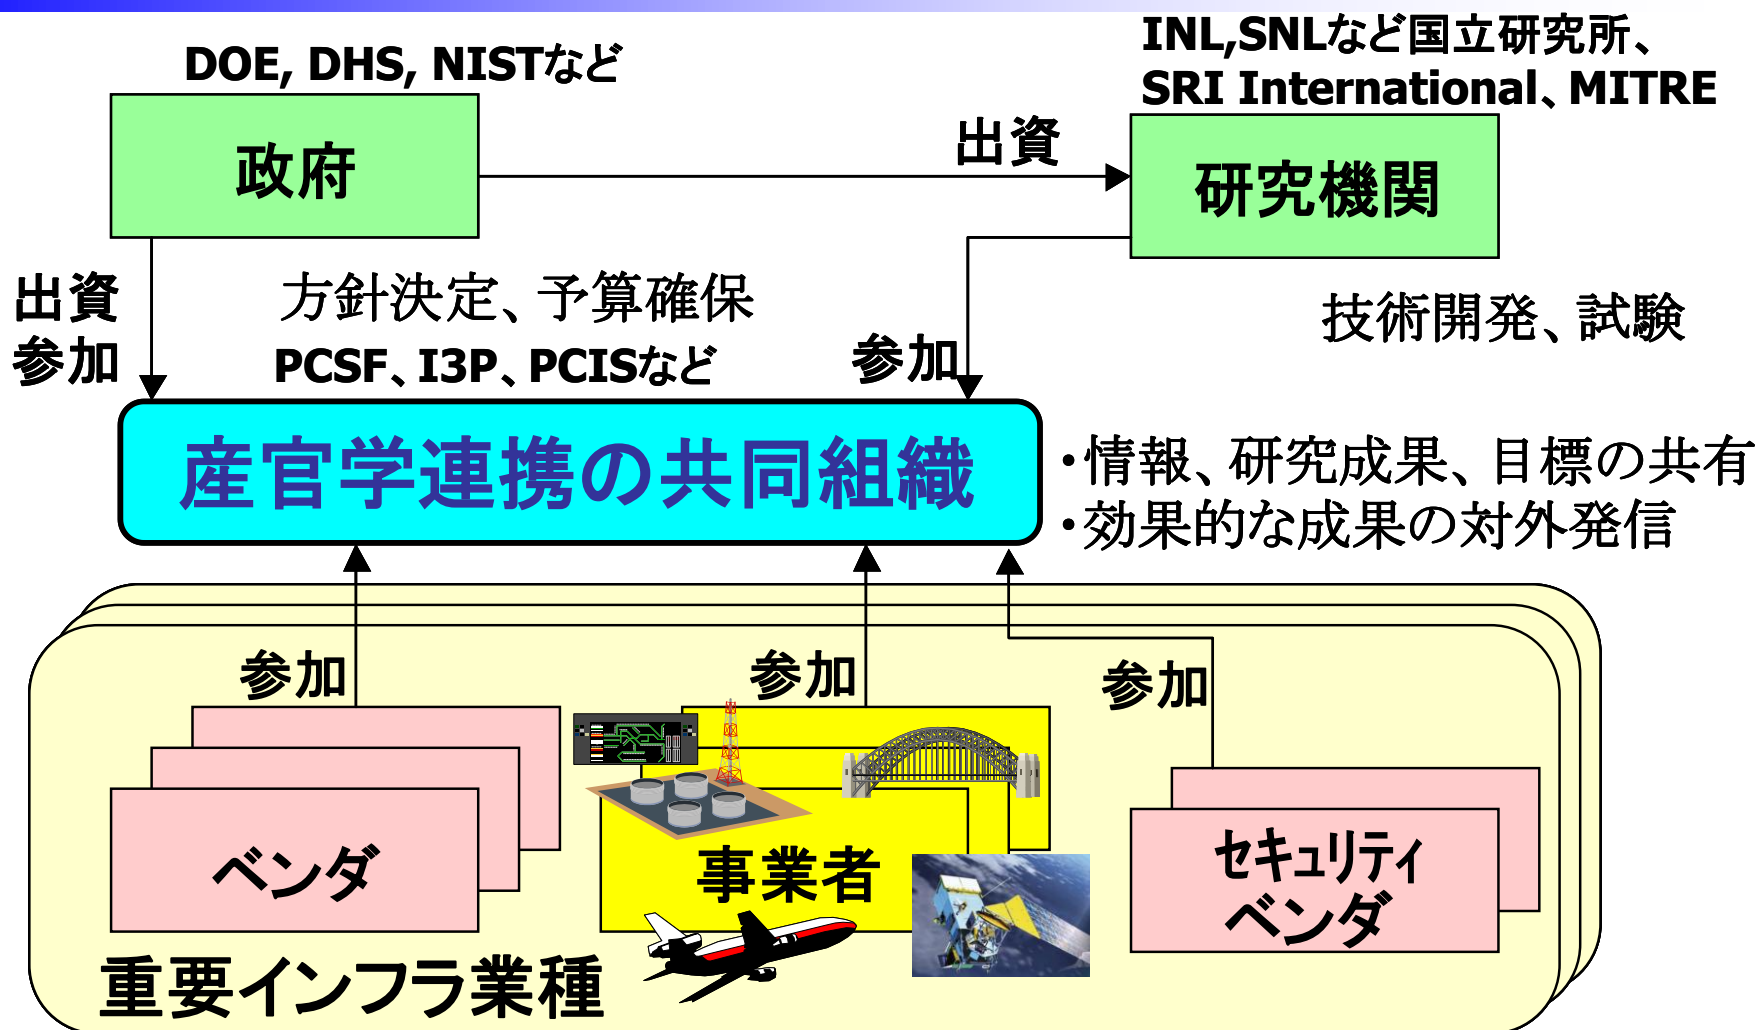 DOE, DHS, NISTなど
INL,SNLなど国立研究所、
SRI International、MITRE
政府
出資
研究機関
出資
参加
方針決定、予算確保
PCSF、I3P、PCISなど
参加
技術開発、試験
産官学連携の共同組織
・情報、研究成果、目標の共有
・効果的な成果の対外発信
参加
参加
参加
ベンダ
事業者
セキュリティ
ベンダ
重要インフラ業種